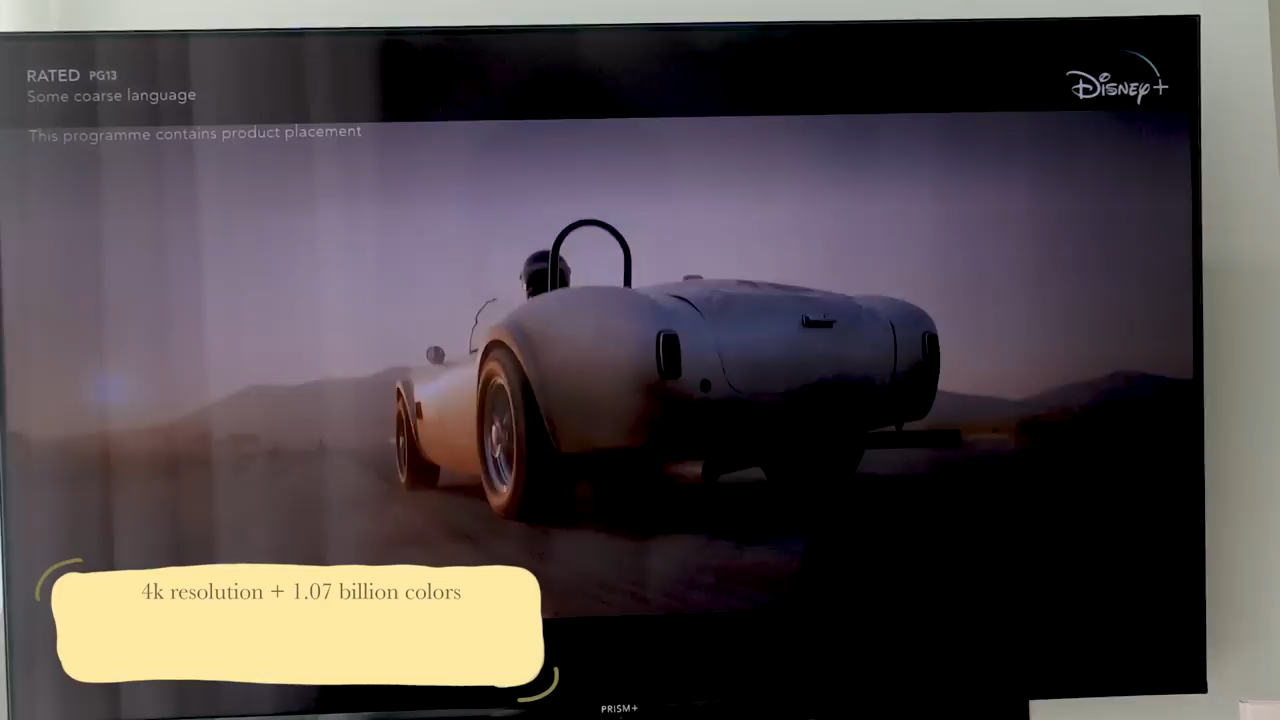 RATED PG13
Some coarse language
This programme contains product placement
Disney+
4k resolution + 1.07 billion colors
PRISM+